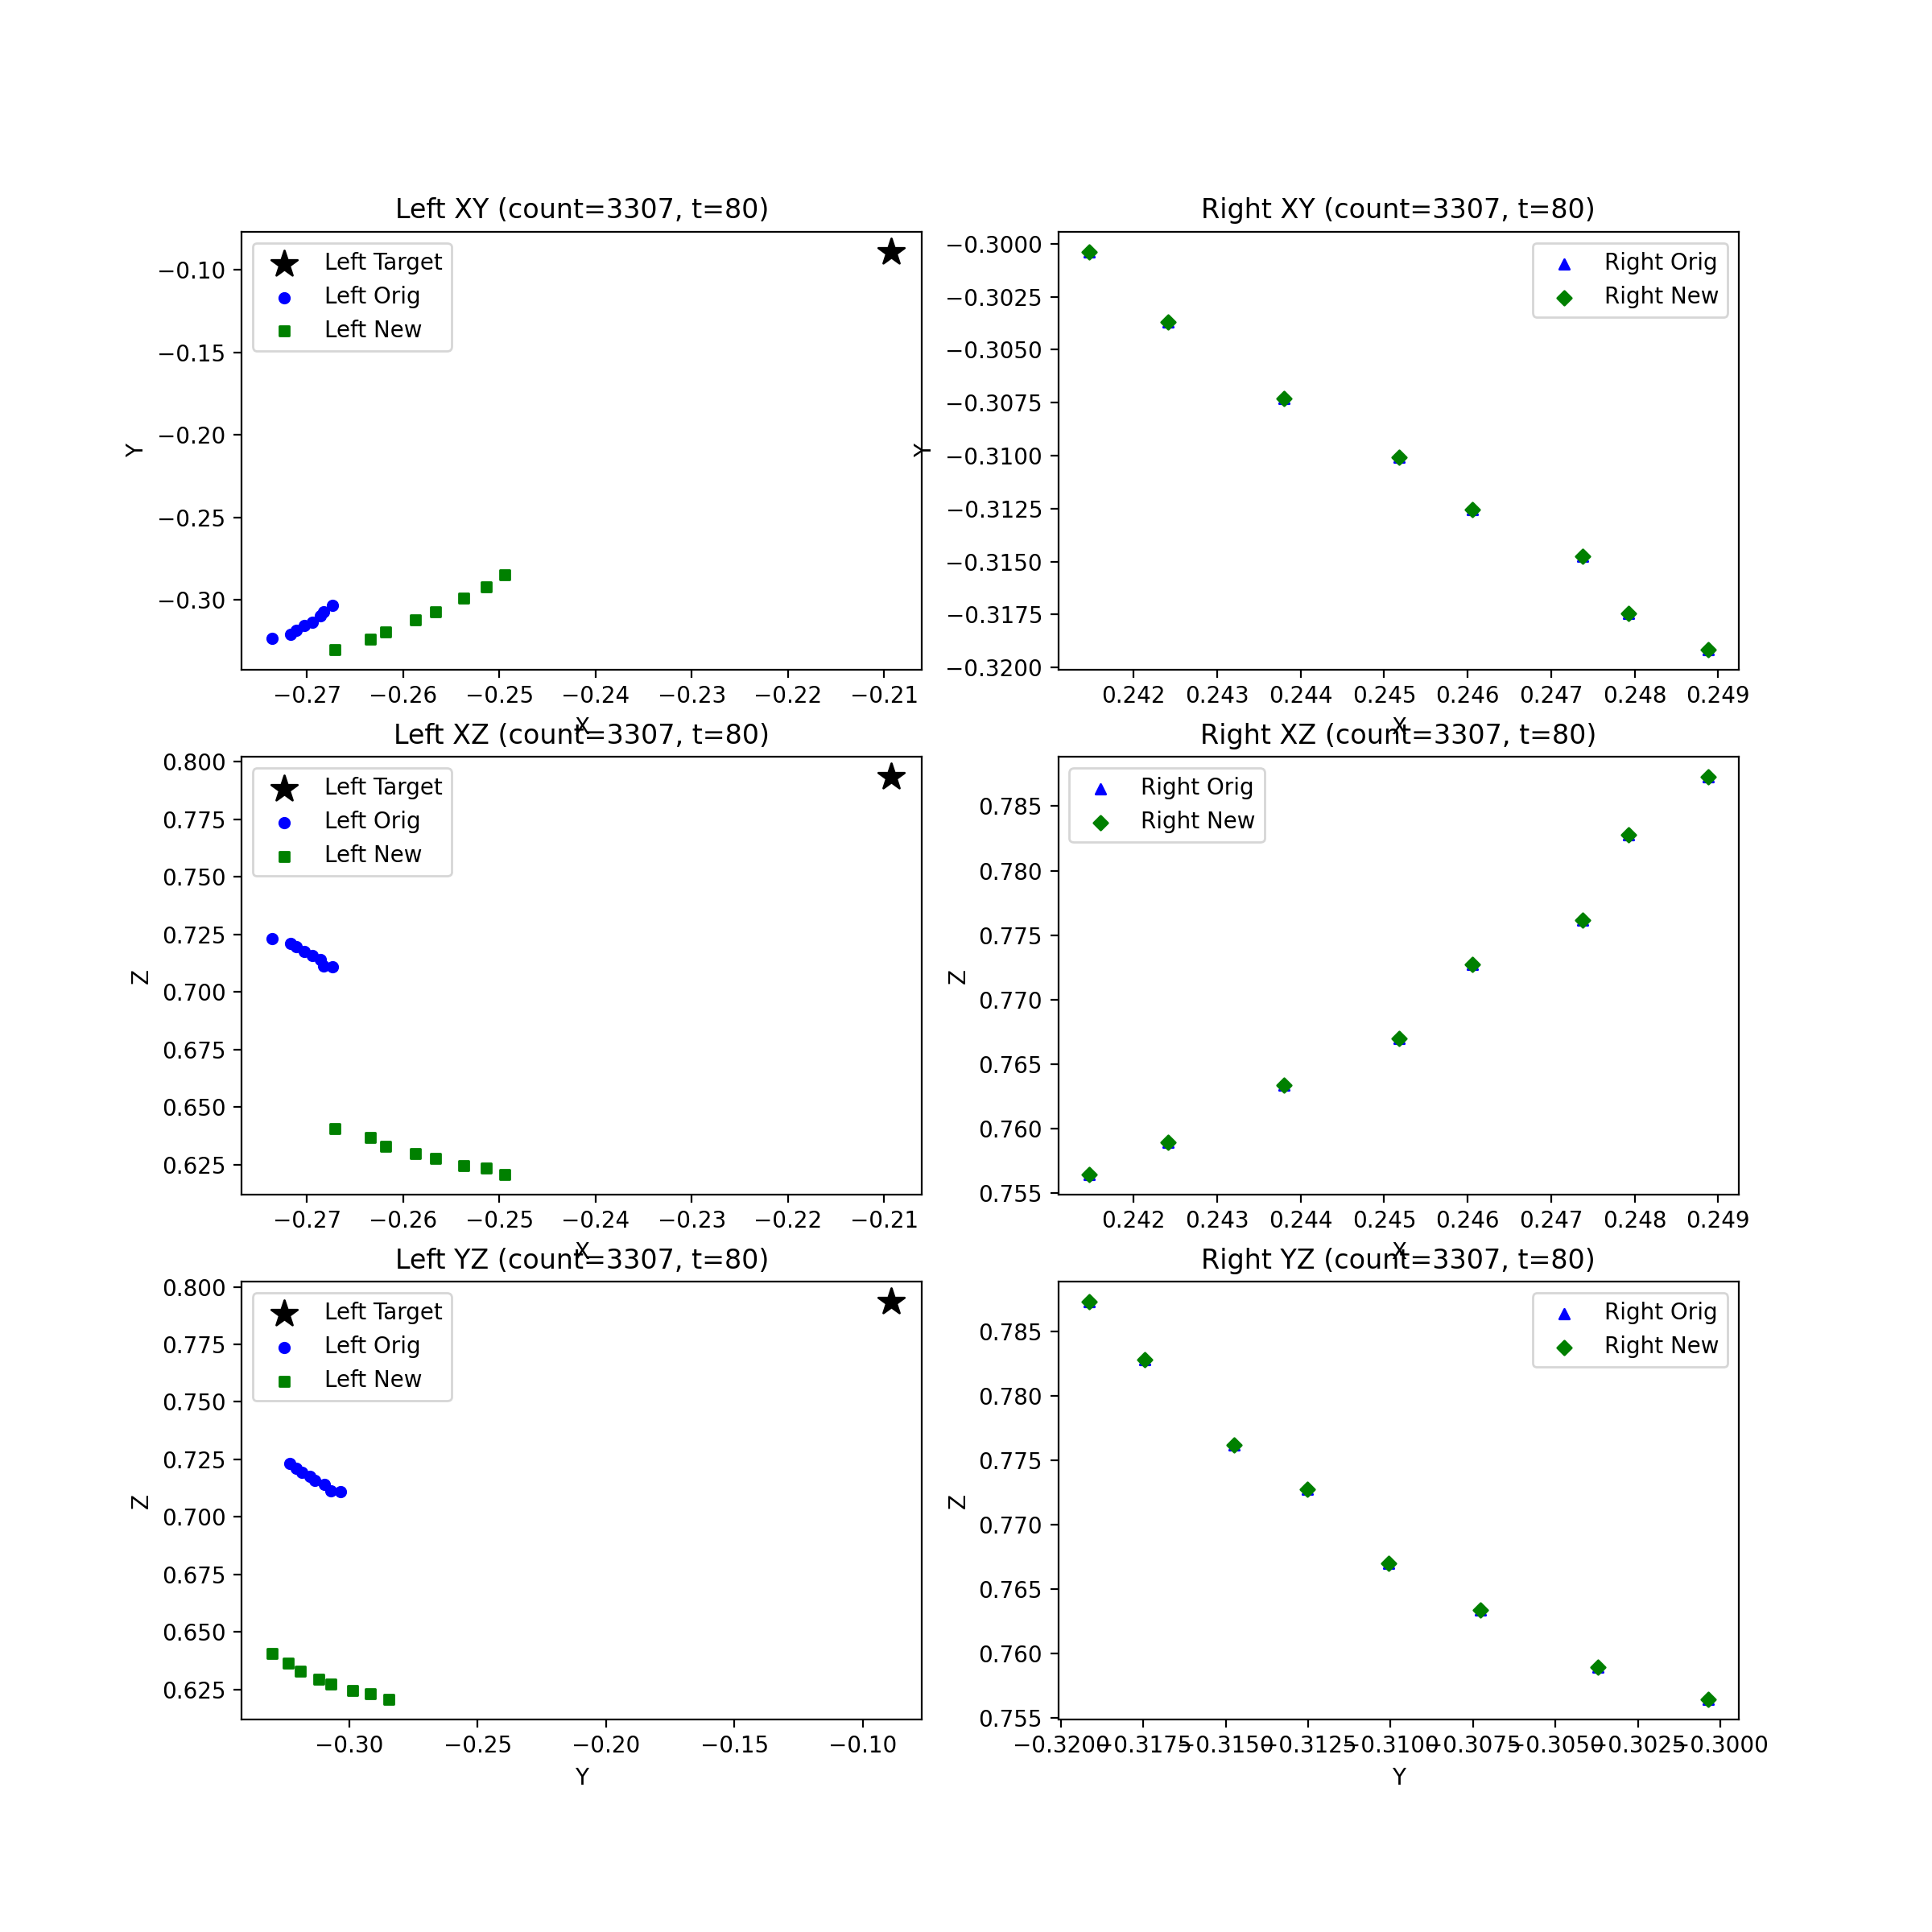 Left XY (count=3307, t=80)
Left Target
Left Orig
Left New
−0.10
−0.15
−0.20
−0.25
−0.30
Y
−0.27 −0.26 −0.25 −0.24 −0.23 −0.22 −0.21
X
Right XY (count=3307, t=80)
Right Orig
Right New
−0.3000
−0.3025
−0.3050
−0.3075
−0.3100
−0.3125
−0.3150
−0.3175
−0.3200
Y
0.242 0.243 0.244 0.245 0.246 0.247 0.248 0.249
X
Left XZ (count=3307, t=80)
Left Target
Left Orig
Left New
0.800
0.775
0.750
0.725
0.700
0.675
0.650
0.625
Z
−0.27 −0.26 −0.25 −0.24 −0.23 −0.22 −0.21
X
Right XZ (count=3307, t=80)
Right Orig
Right New
0.785
0.780
0.775
0.770
0.765
0.760
0.755
Z
0.242 0.243 0.244 0.245 0.246 0.247 0.248 0.249
X
Left YZ (count=3307, t=80)
Left Target
Left Orig
Left New
0.800
0.775
0.750
0.725
0.700
0.675
0.650
0.625
Z
−0.30 −0.25 −0.20 −0.15 −0.10
Y
Right YZ (count=3307, t=80)
Right Orig
Right New
0.785
0.780
0.775
0.770
0.765
0.760
0.755
Z
−0.3200 −0.3175 −0.3150 −0.3125 −0.3100 −0.3075 −0.3050 −0.3025 −0.3000
Y